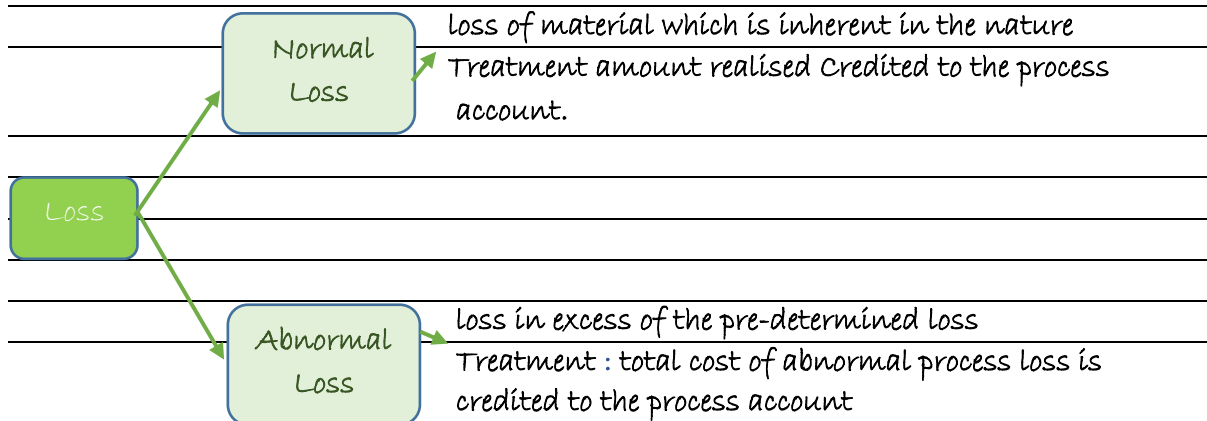 loss of material which is inherent in the nature
Normal
Loss
Treatment amount realised Credited to the process
account.
Loss
loss in excess of the pre-determined loss
Abnormal
Loss
Treatment : total cost of abnormal process loss is
credited to the process account